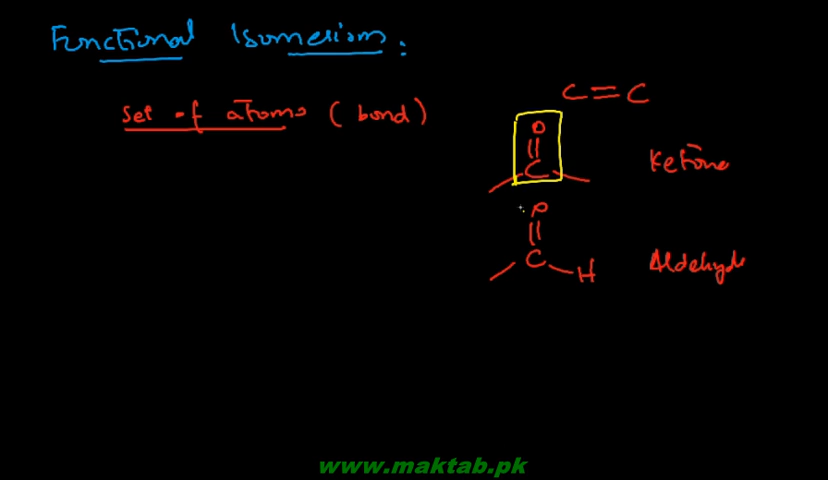 Functional Isomerism:
Set of atoms (bond)
C=C
O
C
Ketone
O
C
H
Aldehyde
www.maktab.pk